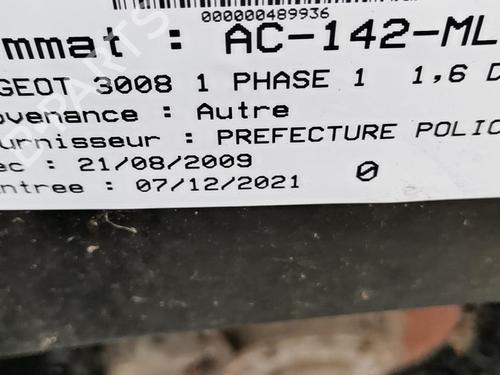 000000489936
mmat : AC-142-ML
GEOT 3008 1 PHASE 1 1,6 D
ovenance : Autre
urnisseur : PREFECTURE POLIC
ec : 21/08/2009
ntree : 07/12/2021 0